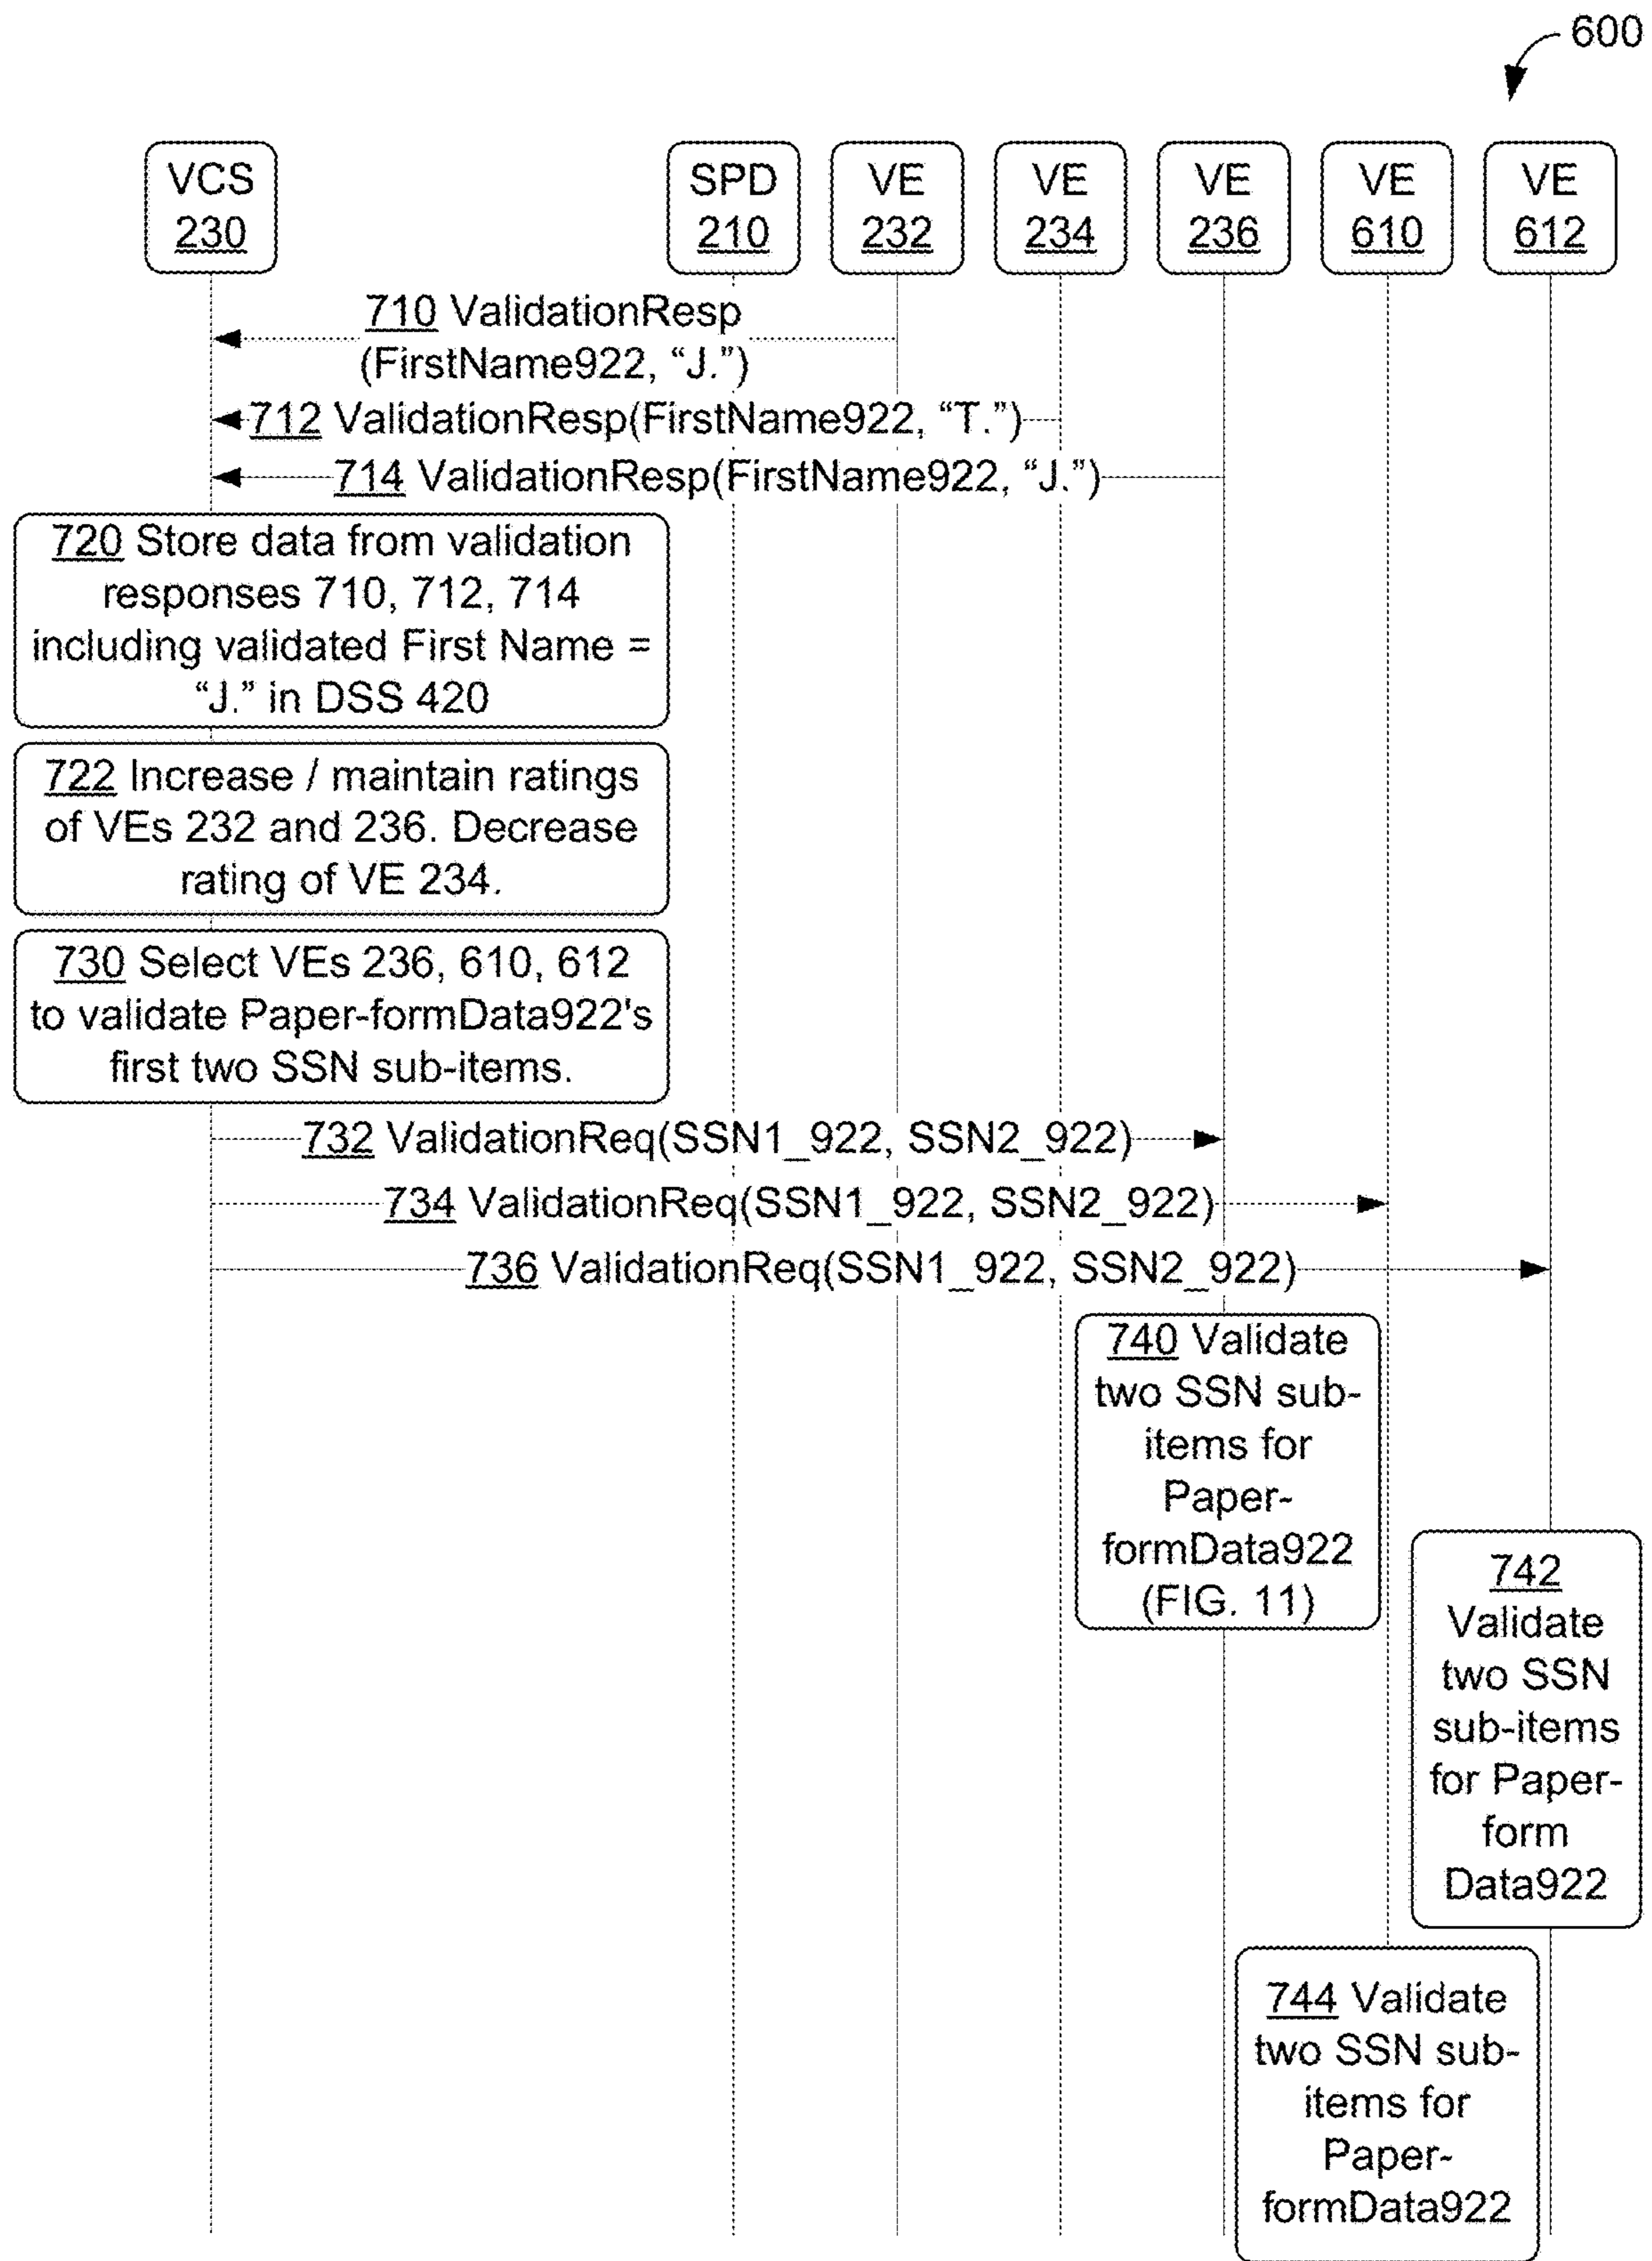 600
VCS
230
SPD
210
VE
232
VE
234
VE
236
VE
610
VE
612
710 ValidationResp
(FirstName922, “J.”)
712 ValidationResp(FirstName922, “T.”)
714 ValidationResp(FirstName922, “J.”)
720 Store data from validation
responses 710, 712, 714
including validated First Name =
“J.” in DSS 420
722 Increase / maintain ratings
of VEs 232 and 236. Decrease
rating of VE 234.
730 Select VEs 236, 610, 612
to validate Paper-formData922's
first two SSN sub-items.
732 ValidationReq(SSN1_922, SSN2_922)
734 ValidationReq(SSN1_922, SSN2_922)
736 ValidationReq(SSN1_922, SSN2_922)
740 Validate
two SSN sub-
items for
Paper-
formData922
(FIG. 11)
742
Validate
two SSN
sub-items
for Paper-
form
Data922
744 Validate
two SSN sub-
items for
Paper-
formData922